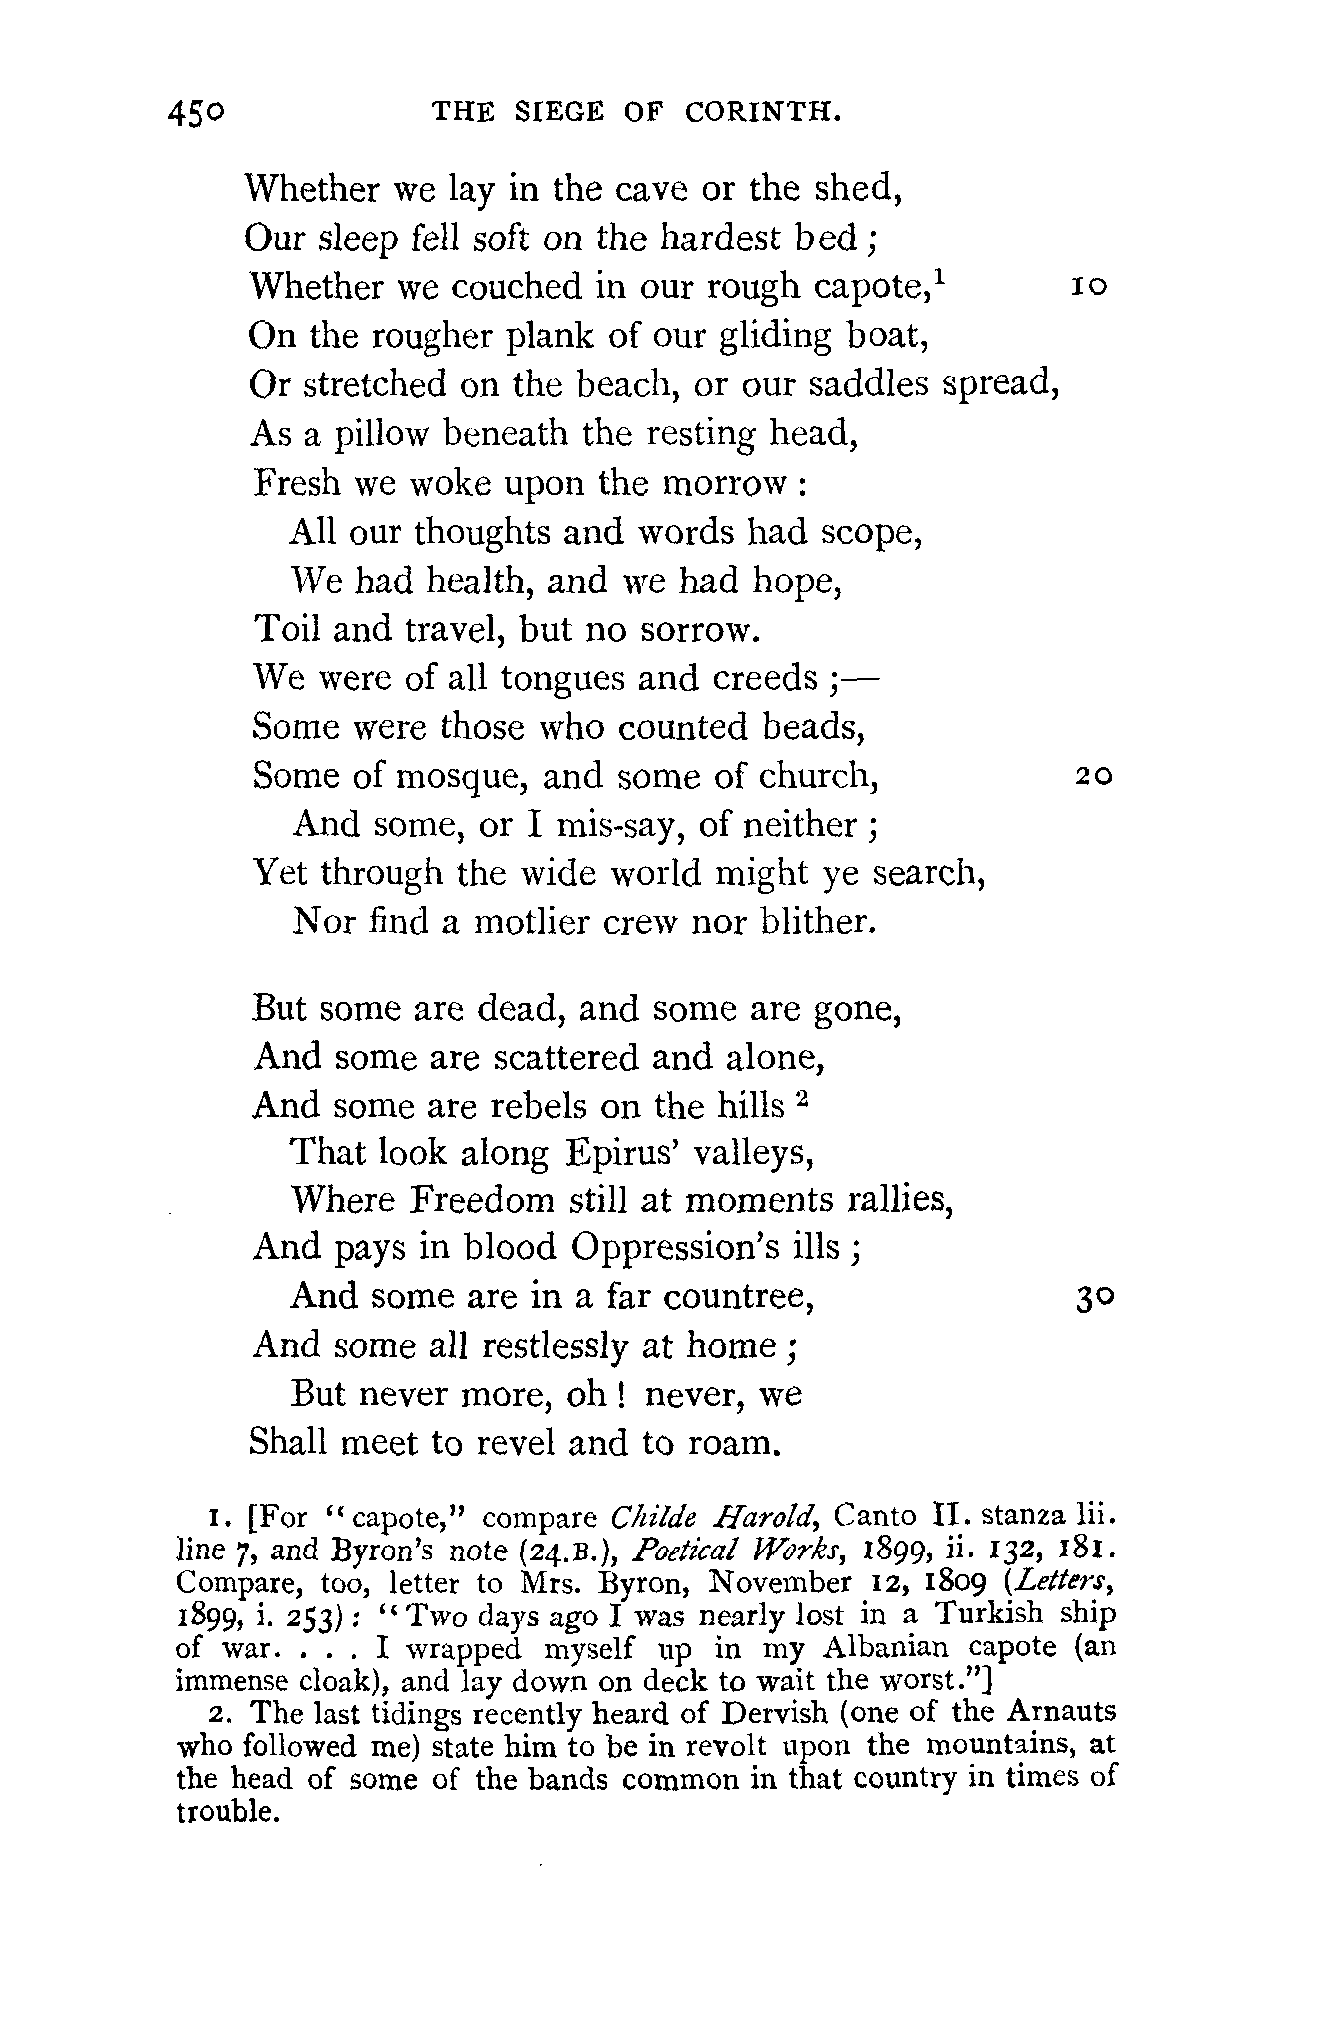 450 THE SIEGE OF CORINTH.
Whether we lay in the cave or the shed,
Our sleep fell soft on the hardest bed ;
Whether we couched in our rough capote,¹ 10
On the rougher plank of our gliding boat,
Or stretched on the beach, or our saddles spread,
As a pillow beneath the resting head,
Fresh we woke upon the morrow :
All our thoughts and words had scope,
We had health, and we had hope,
Toil and travel, but no sorrow.
We were of all tongues and creeds ;—
Some were those who counted beads,
Some of mosque, and some of church, 20
And some, or I mis-say, of neither ;
Yet through the wide world might ye search,
Nor find a motlier crew nor blither.
But some are dead, and some are gone,
And some are scattered and alone,
And some are rebels on the hills ²
That look along Epirus' valleys,
Where Freedom still at moments rallies,
And pays in blood Oppression's ills ;
And some are in a far countree, 30
And some all restlessly at home ;
But never more, oh ! never, we
Shall meet to revel and to roam.
1. [For "capote," compare Childe Harold, Canto II. stanza lii.
line 7, and Byron's note (24.B.), Poetical Works, 1899, ii. 132, 181.
Compare, too, letter to Mrs. Byron, November 12, 1809 (Letters,
1899, i. 253) : "Two days ago I was nearly lost in a Turkish ship
of war. . . . I wrapped myself up in my Albanian capote (an
immense cloak), and lay down on deck to wait the worst."]
2. The last tidings recently heard of Dervish (one of the Arnauts
who followed me) state him to be in revolt upon the mountains, at
the head of some of the bands common in that country in times of
trouble.